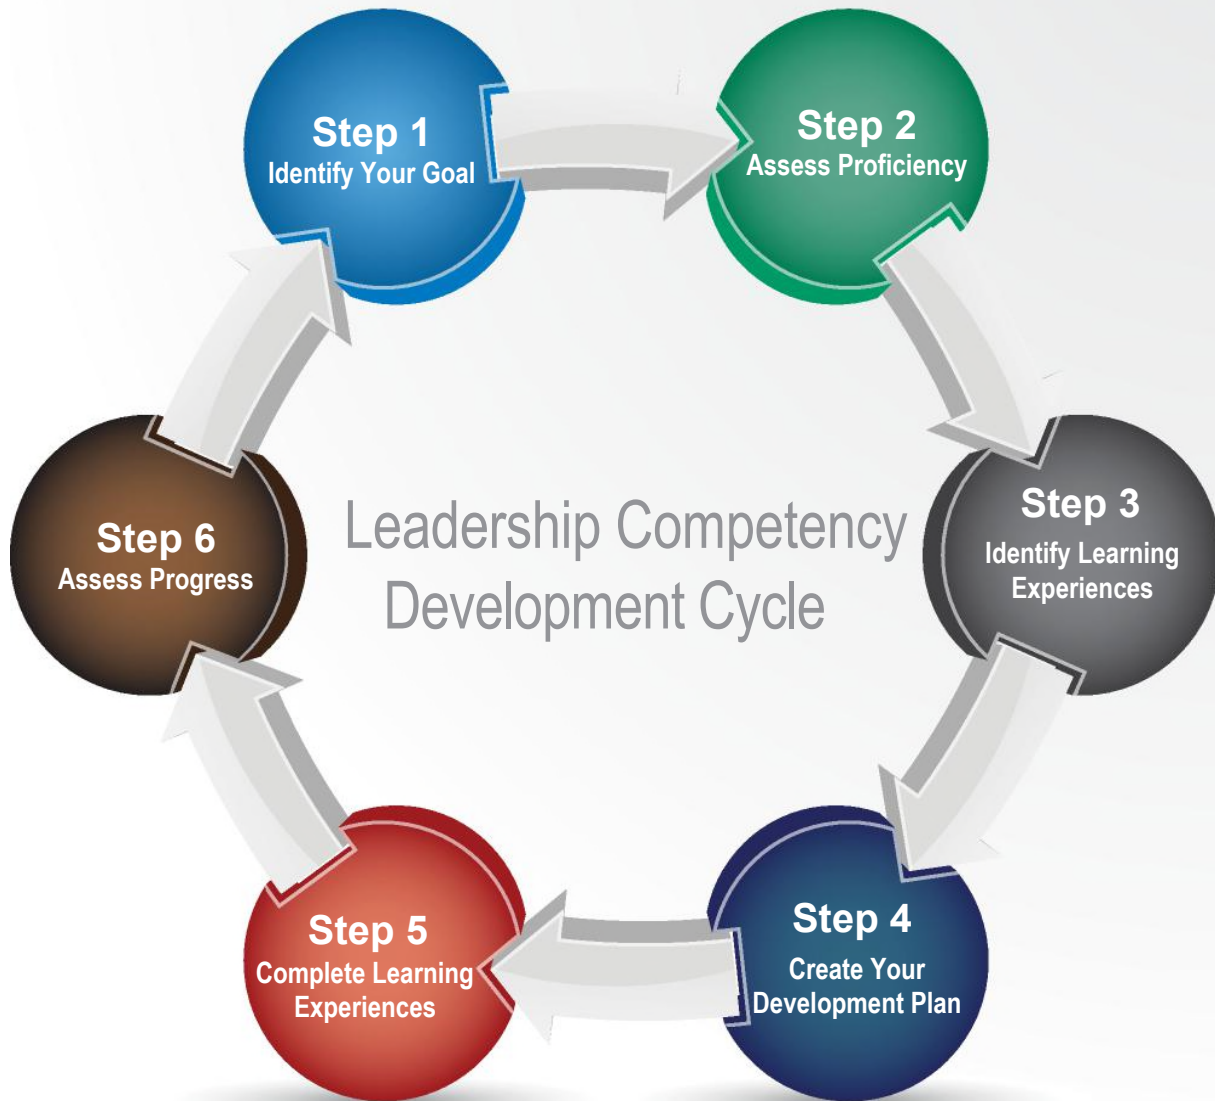 Step 1
Identify Your Goal
Step 2
Assess Proficiency
Step 3
Identify Learning
Experiences
Step 4
Create Your
Development Plan
Step 5
Complete Learning
Experiences
Step 6
Assess Progress
Leadership Competency
Development Cycle